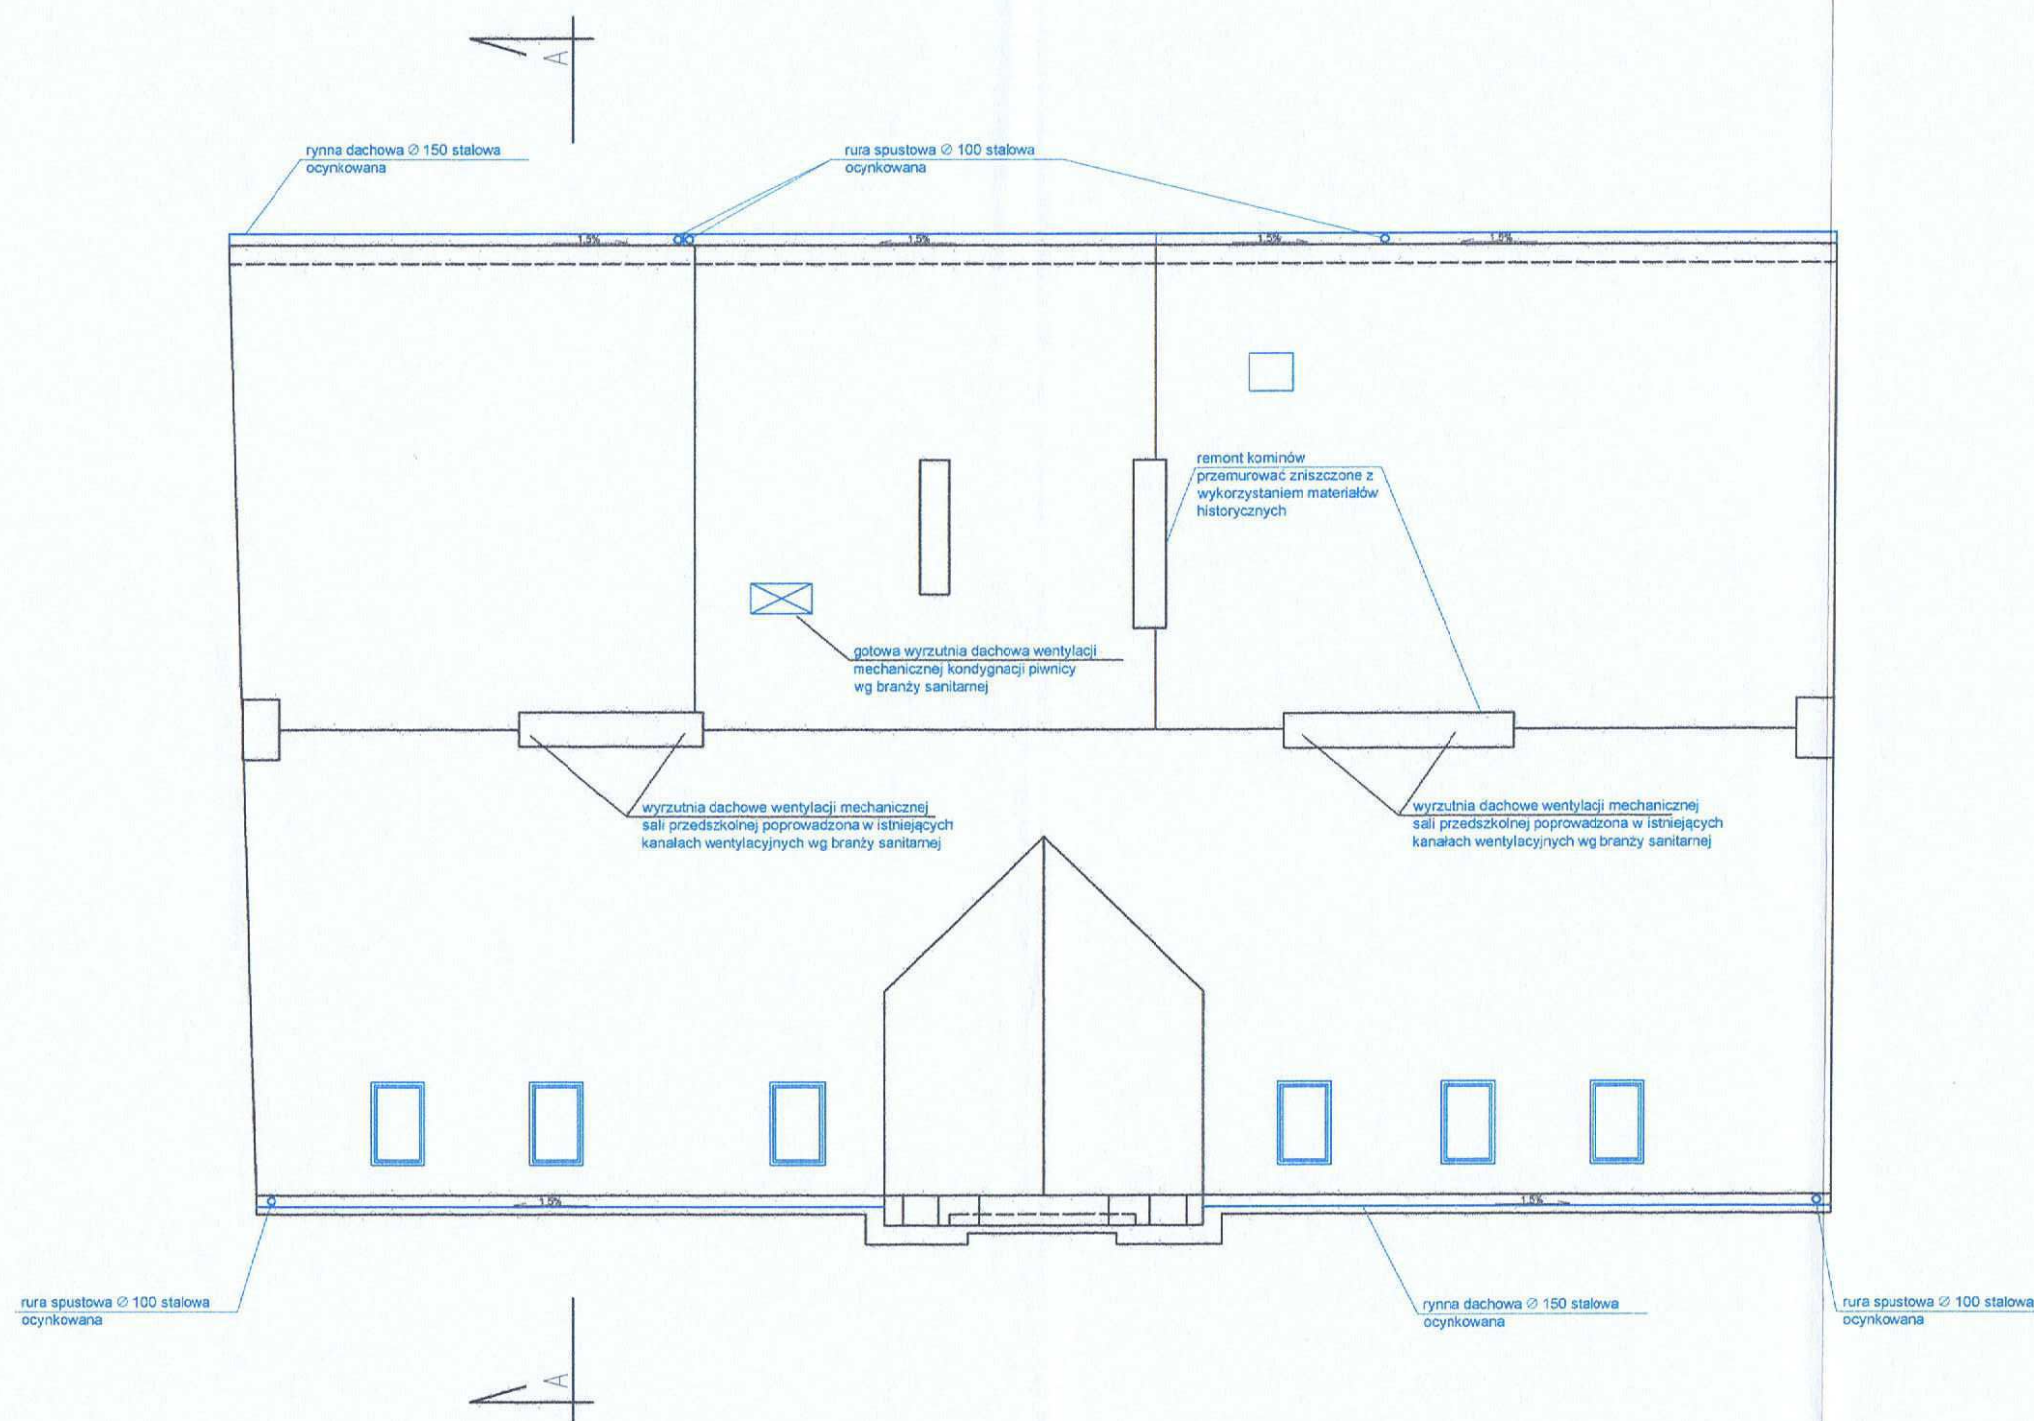 A
rynna dachowa ∅ 150 stalowa
ocynkowana
rura spustowa ∅ 100 stalowa
ocynkowana
1.5%
1.5%
1.5%
1.5%
remont kominów
przemurować zniszczone z
wykorzystaniem materiałów
historycznych
gotowa wyrzutnia dachowa wentylacji
mechanicznej kondygnacji piwnicy
wg branży sanitarnej
wyrzutnia dachowe wentylacji mechanicznej
sali przedszkolnej poprowadzona w istniejących
kanałach wentylacyjnych wg branży sanitarnej
wyrzutnia dachowe wentylacji mechanicznej
sali przedszkolnej poprowadzona w istniejących
kanałach wentylacyjnych wg branży sanitarnej
1.5%
1.5%
rura spustowa ∅ 100 stalowa
ocynkowana
rynna dachowa ∅ 150 stalowa
ocynkowana
rura spustowa ∅ 100 stalowa
ocynkowana
A